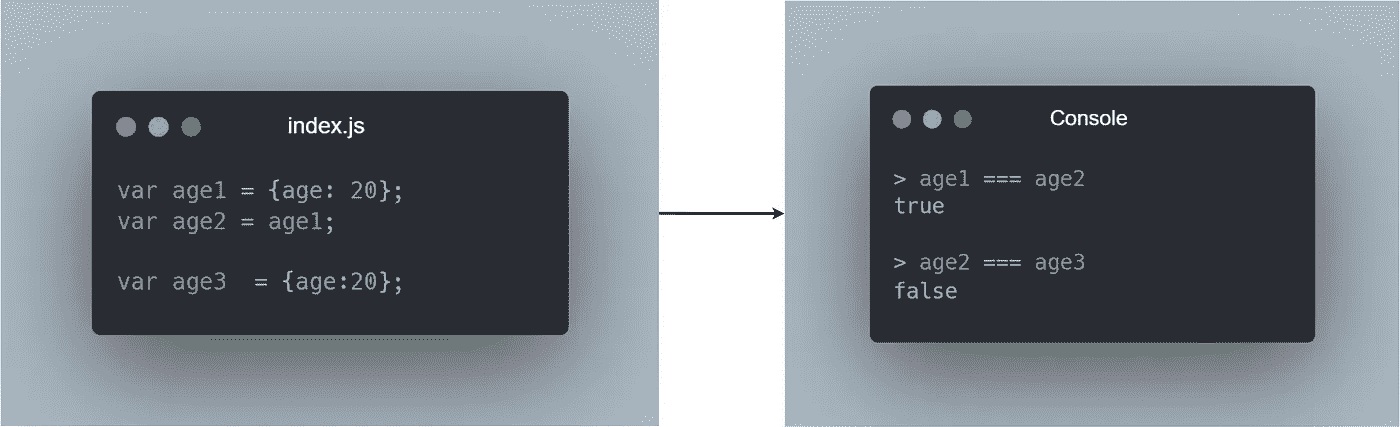 index.js
var age1 = {age: 20};
var age2 = age1;
var age3  = {age:20};
Console
> age1 === age2
true
> age2 === age3
false